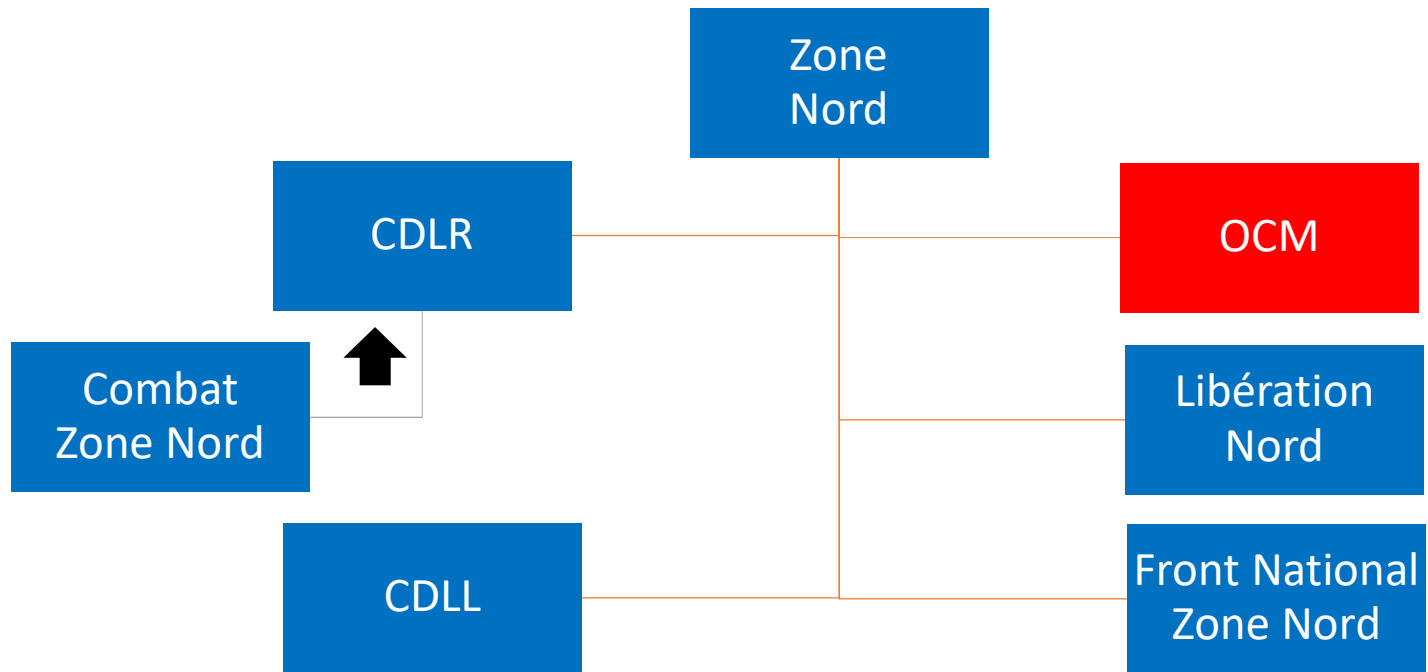 Zone
Nord
CDLR
OCM
Combat
Zone Nord
Libération
Nord
CDLL
Front National
Zone Nord